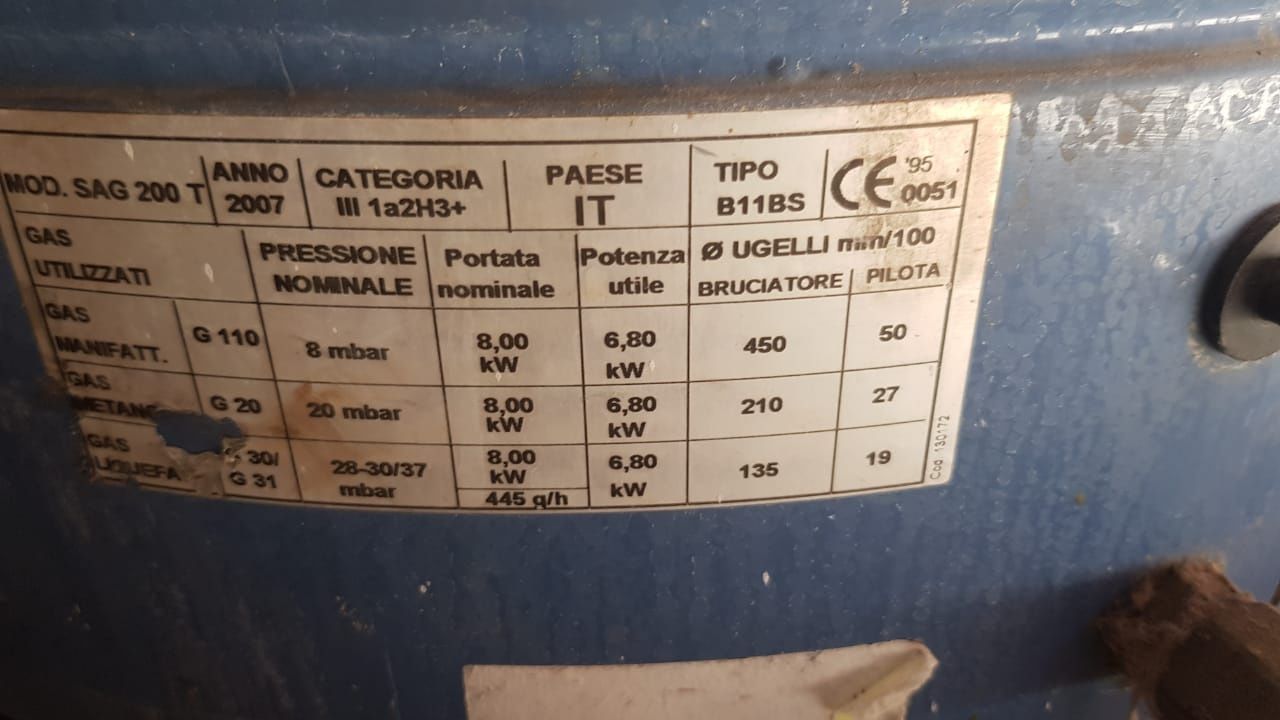 MOD. SAG 200 T
ANNO
2007
CATEGORIA
III 1a2H3+
PAESE
IT
TIPO
B11BS
CE '95
0051
GAS
UTILIZZATI
PRESSIONE
NOMINALE
Portata
nominale
Potenza
utile
Ø UGELLI mm/100
BRUCIATORE
PILOTA
GAS
MANIFATT.
G 110
8 mbar
8,00
kW
6,80
kW
450
50
GAS
METANO
G 20
20 mbar
8,00
kW
6,80
kW
210
27
GAS
30/
G 31
28-30/37
mbar
8,00
kW
445 g/h
6,80
kW
135
19
Cod. 130172